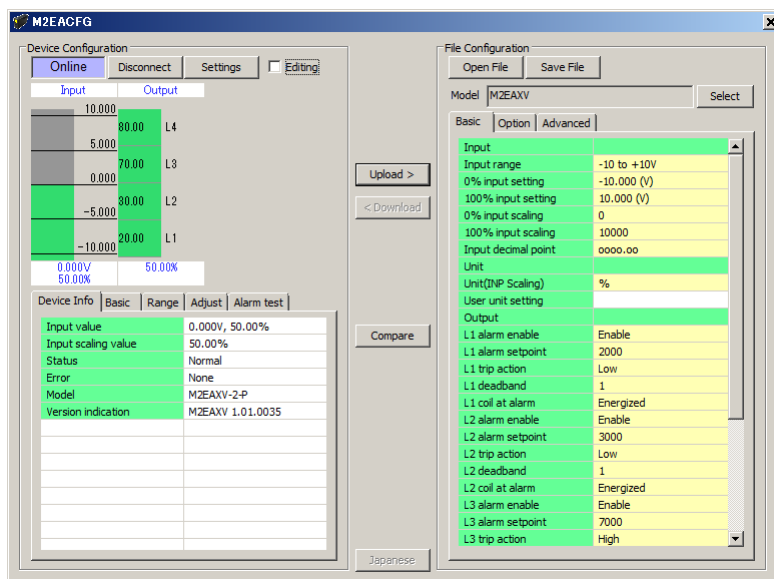 M2EACFG
Device Configuration
Online Disconnect Settings Editing
Input Output
10.000
80.00 L4
5.000
70.00 L3
0.000
30.00 L2
-5.000
20.00 L1
-10.000
0.000V 50.00%
50.00%
Device Info Basic Range Adjust Alarm test
Input value 0.000V, 50.00%
Input scaling value 50.00%
Status Normal
Error None
Model M2EAXV-2-P
Version indication M2EAXV 1.01.0035
Upload >
< Download
Compare
Japanese
File Configuration
Open File Save File
Model M2EAXV Select
Basic Option Advanced
Input
Input range -10 to +10V
0% input setting -10.000 (V)
100% input setting 10.000 (V)
0% input scaling 0
100% input scaling 10000
Input decimal point oooo.oo
Unit
Unit(INP Scaling) %
User unit setting
Output
L1 alarm enable Enable
L1 alarm setpoint 2000
L1 trip action Low
L1 deadband 1
L1 coil at alarm Energized
L2 alarm enable Enable
L2 alarm setpoint 3000
L2 trip action Low
L2 deadband 1
L2 coil at alarm Energized
L3 alarm enable Enable
L3 alarm setpoint 7000
L3 trip action High